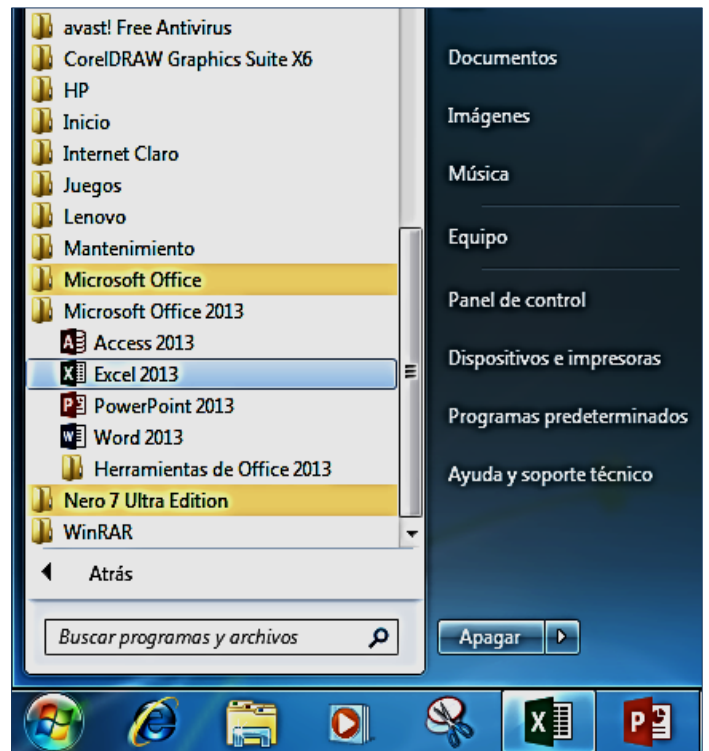 avast! Free Antivirus
CorelDRAW Graphics Suite X6
HP
Inicio
Internet Claro
Juegos
Lenovo
Mantenimiento
Microsoft Office
Microsoft Office 2013
Access 2013
Excel 2013
PowerPoint 2013
Word 2013
Herramientas de Office 2013
Nero 7 Ultra Edition
WinRAR
Atrás
Buscar programas y archivos
Documentos
Imágenes
Música
Equipo
Panel de control
Dispositivos e impresoras
Programas predeterminados
Ayuda y soporte técnico
Apagar